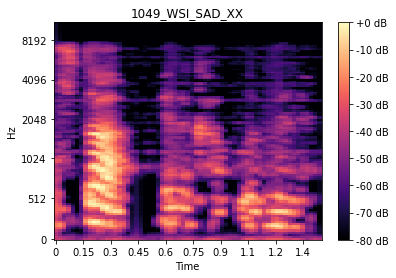 1049_WSI_SAD_XX
Hz
8192
4096
2048
1024
512
0
0 0.15 0.3 0.45 0.6 0.75 0.9 1.1 1.2 1.4
Time
+0 dB
-10 dB
-20 dB
-30 dB
-40 dB
-50 dB
-60 dB
-70 dB
-80 dB